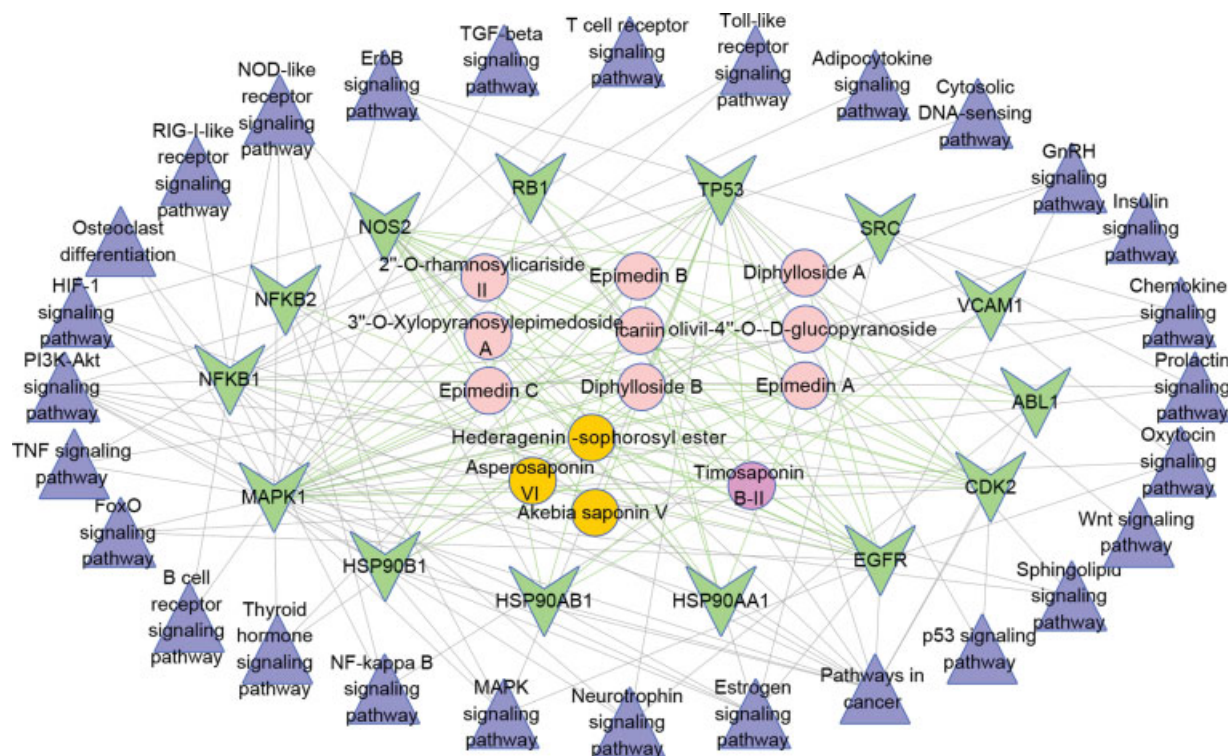 TGF-beta
signaling
pathway
T cell receptor
signaling
pathway
Toll-like
receptor
signaling
pathway
ErbB
signaling
pathway
Adipocytokine
signaling
pathway
NOD-like
receptor
signaling
pathway
Cytosolic
DNA-sensing
pathway
RIG-I-like
receptor
signaling
pathway
GnRH
signaling
pathway
RB1
TP53
Insulin
signaling
pathway
Osteoclast
differentiation
NOS2
SRC
2"-O-rhamnosylicariside
II
Epimedin B
Diphylloside A
HIF-1
signaling
pathway
NFKB2
VCAM1
Chemokine
signaling
pathway
3"-O-Xylopyranosylepimedoside
A
Icariin
olivil-4"-O--D-glucopyranoside
PI3K-Akt
signaling
pathway
NFKB1
Epimedin C
Diphylloside B
Epimedin A
ABL1
Prolactin
signaling
pathway
TNF signaling
pathway
Hederagenin -sophorosyl ester
Oxytocin
signaling
pathway
Asperosaponin
VI
Timosaponin
B-II
MAPK1
CDK2
Akebia saponin V
FoxO
signaling
pathway
Wnt signaling
pathway
HSP90B1
EGFR
Sphingolipid
signaling
pathway
B cell
receptor
signaling
pathway
HSP90AB1
HSP90AA1
Thyroid
hormone
signaling
pathway
p53 signaling
pathway
NF-kappa B
signaling
pathway
MAPK
signaling
pathway
Neurotrophin
signaling
pathway
Estrogen
signaling
pathway
Pathways in
cancer